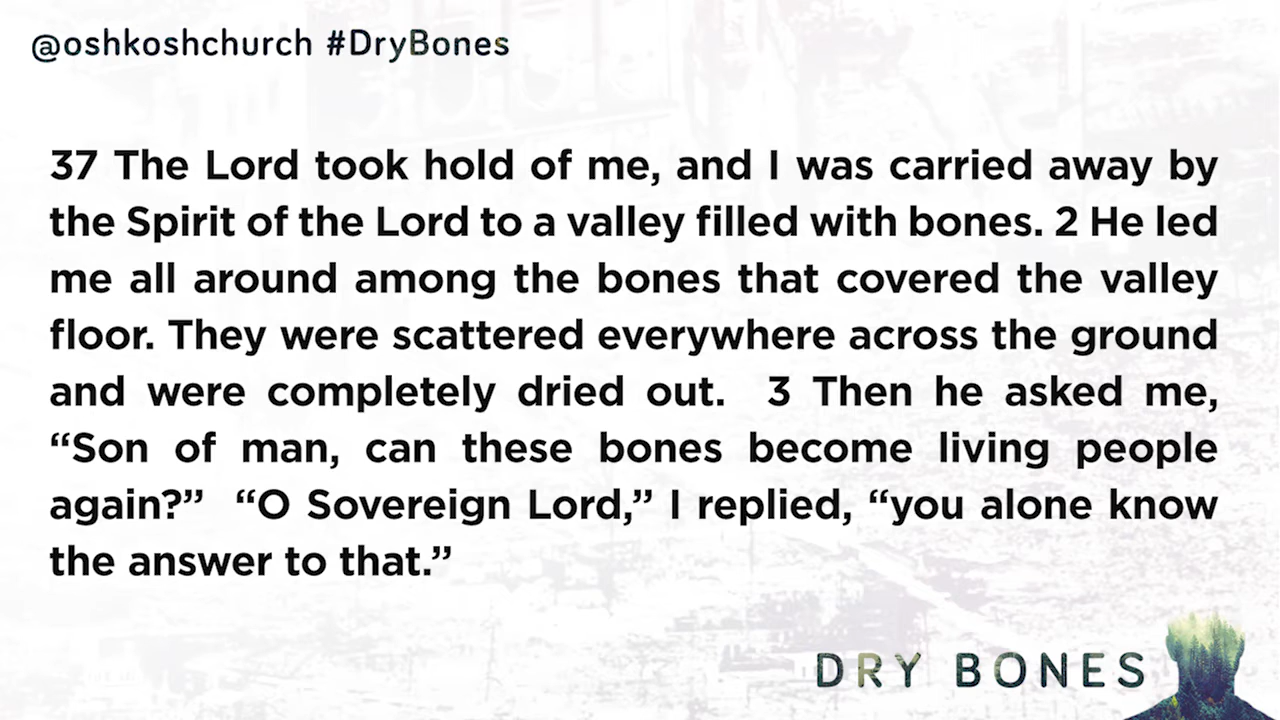 @oshkoshchurch #DryBones
37 The Lord took hold of me, and I was carried away by
the Spirit of the Lord to a valley filled with bones. 2 He led
me all around among the bones that covered the valley
floor. They were scattered everywhere across the ground
and were completely dried out.  3 Then he asked me,
“Son of man, can these bones become living people
again?”  “O Sovereign Lord,” I replied, “you alone know
the answer to that.”
DRY BONES